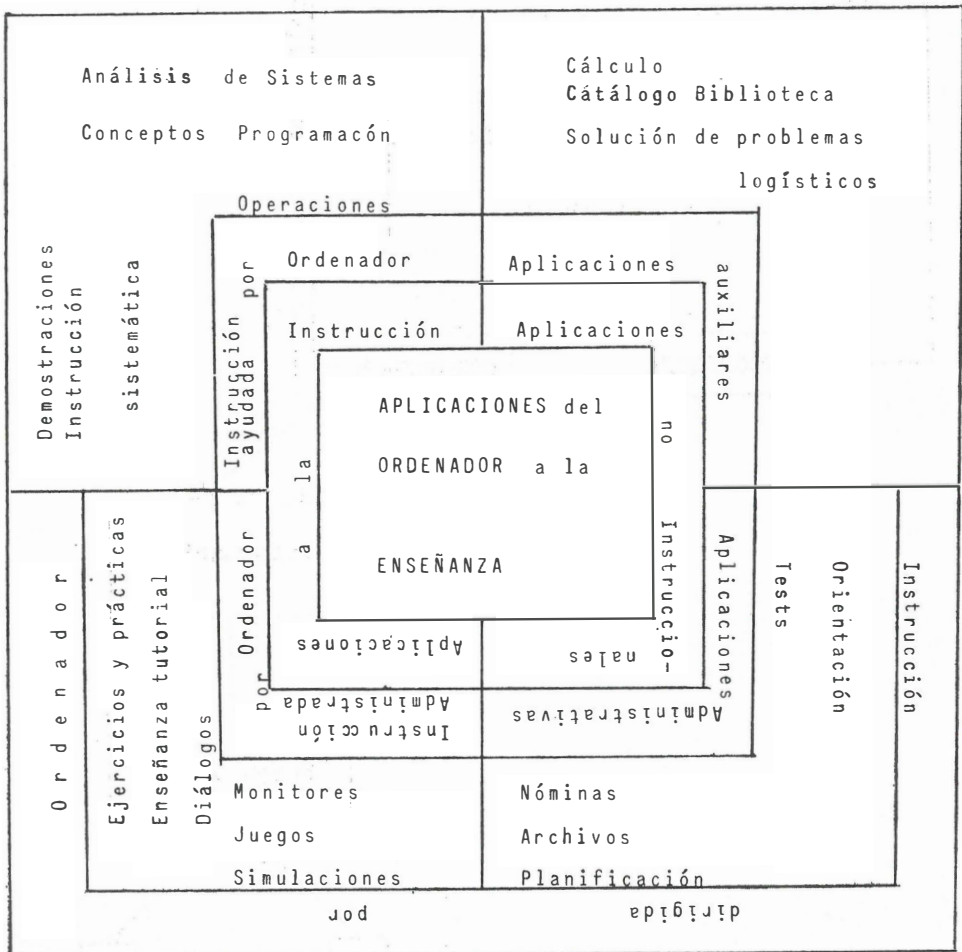 Análisis de Sistemas
Conceptos Programacón
Operaciones
Cálculo
Cátálogo Biblioteca
Solución de problemas
logísticos
Demostraciones
Instrucción
sistemática
Instrucción
ayudada por
Ordenador
Aplicaciones
auxiliares
Instrucción
a la
Aplicaciones
no
Instruccio-
nales
APLICACIONES del
ORDENADOR a la
ENSEÑANZA
Aplicaciones
Instrucción
Administrada
por
Ordenador
Aplicaciones
Administrativas
Ejercicios y prácticas
Enseñanza tutorial
Diálogos
Monitores
Juegos
Simulaciones
Nóminas
Archivos
Planificación
Tests
Orientación
Instrucción
dirigida
por
Ordenador